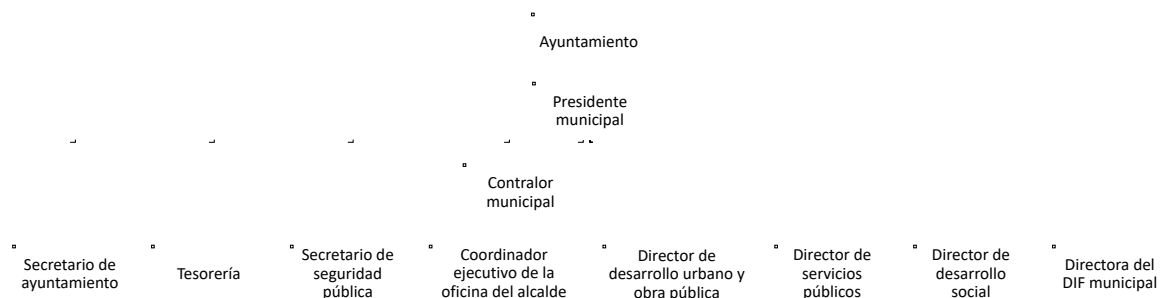 Ayuntamiento
Presidente
municipal
Contralor
municipal
Secretario de
ayuntamiento
Tesorería
Secretario de
seguridad
pública
Coordinador
ejecutivo de la
oficina del alcalde
Director de
desarrollo urbano y
obra pública
Director de
servicios
públicos
Director de
desarrollo
social
Directora del
DIF municipal